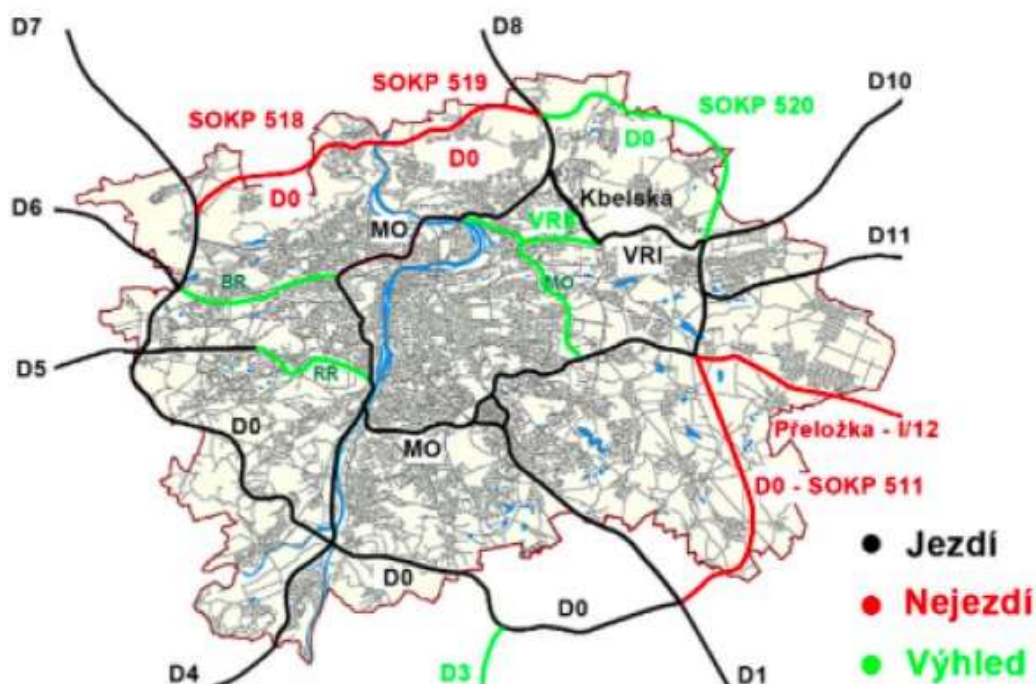 D7
D8
SOKP 519
SOKP 518
SOKP 520
D10
D0
D0
D0
Kbelská
D6
MO
VRI
D11
BR
MO
D5
RR
D0
MO
Přeložka - I/12
D0 - SOKP 511
Jezdí
D0
D0
Nejezdí
D4
D3
D1
Výhled